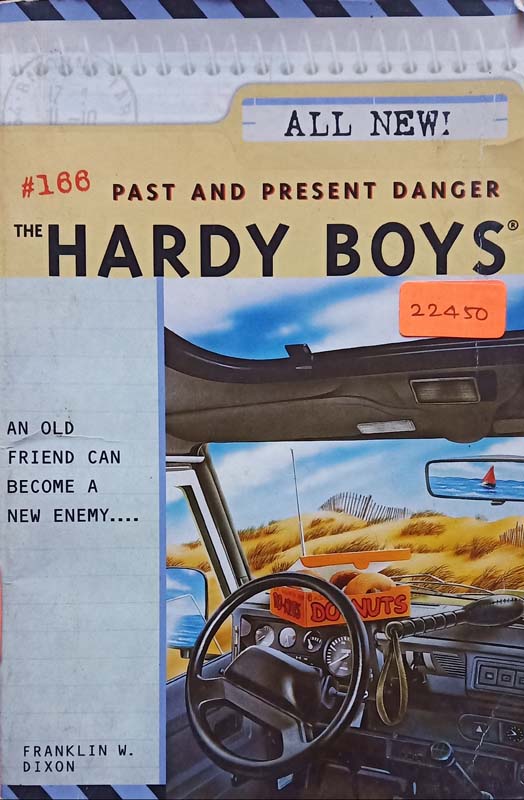 ALL NEW!
#166 PAST AND PRESENT DANGER
THE HARDY BOYS®
22450
AN OLD
FRIEND CAN
BECOME A
NEW ENEMY....
DONUTS
FRANKLIN W.
DIXON